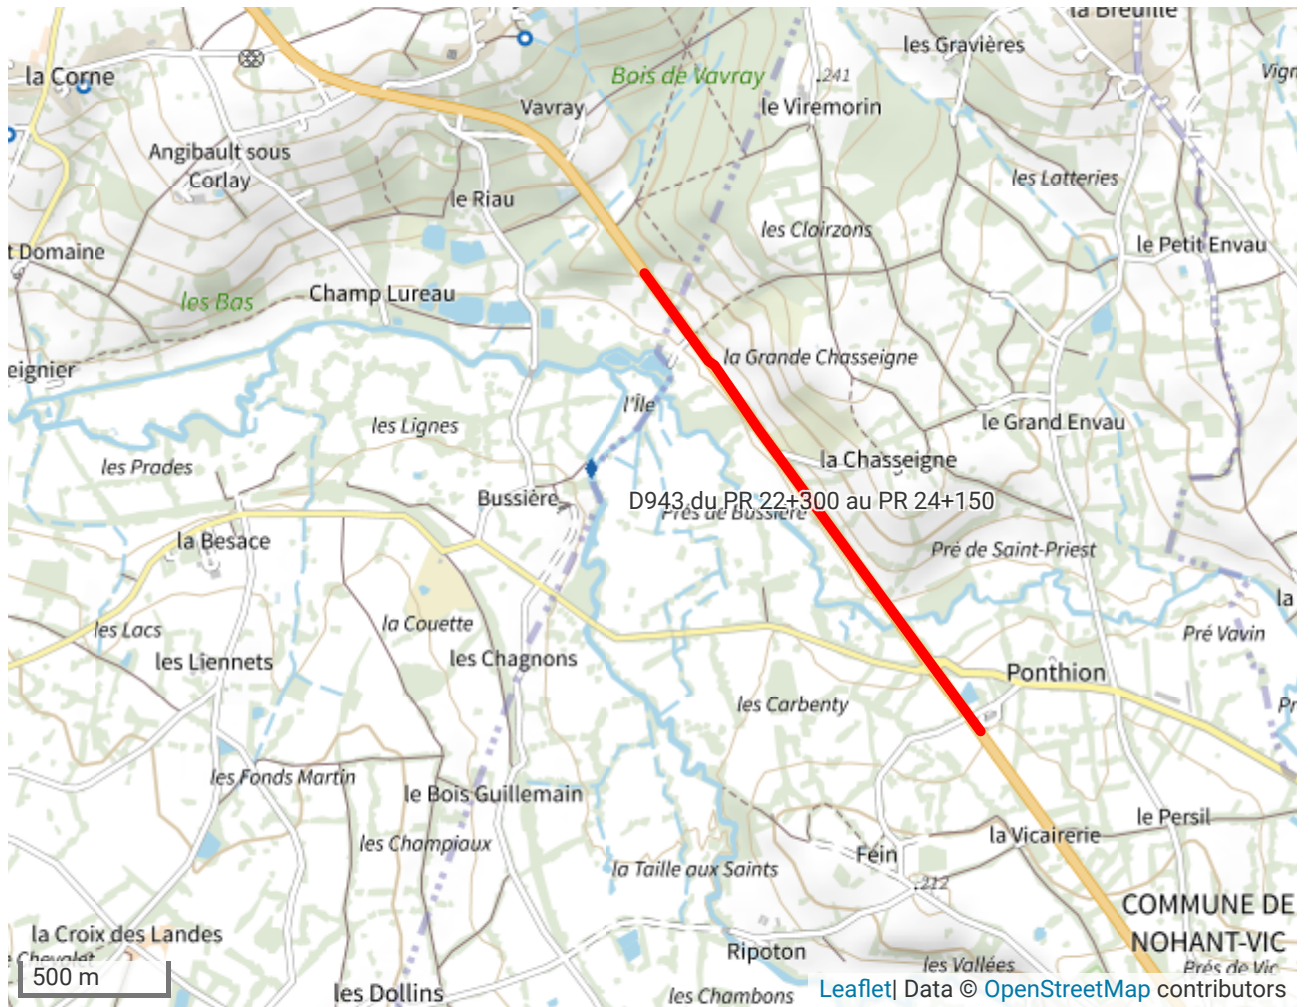 la Breuille
les Gravières
la Corne
Bois de Vavray
.241
Vavray
le Viremorin
Angibault sous
Corlay
les Latteries
le Riau
les Clairzons
t Domaine
le Petit Envau
les Bas
Champ Lureau
la Grande Chasseigne
eignier
l'Île
les Lignes
le Grand Envau
les Prades
la Chasseigne
Bussière
D943 du PR 22+300 au PR 24+150
Prés de Bussière
la Besace
Pré de Saint-Priest
la
les Lacs
la Couette
Pré Vavin
les Liennets
les Chagnons
Ponthion
les Carbenty
Pr
les Fonds Martin
le Bois Guillemain
le Persil
les Champiaux
la Vicairerie
Féin
la Taille aux Saints
.212
COMMUNE DE
NOHANT-VIC
la Croix des Landes
Ripoton
les Vallées
Prés de Vic
500 m
les Dollins
les Chambons
Leaflet| Data © OpenStreetMap contributors